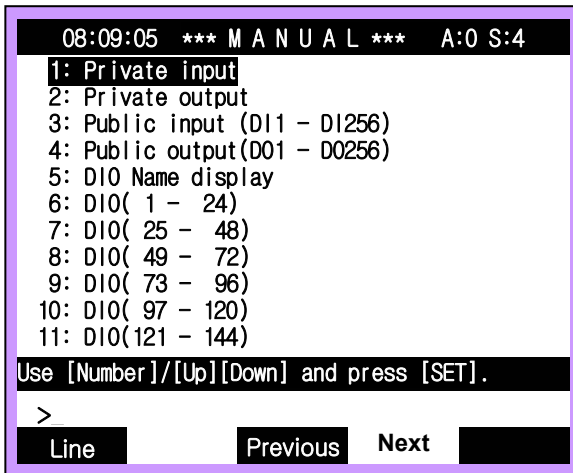 08:09:05 *** M A N U A L *** A:0 S:4
1: Private input
2: Private output
3: Public input (DI1 - DI256)
4: Public output(DO1 - DO256)
5: DIO Name display
6: DIO( 1 - 24)
7: DIO( 25 - 48)
8: DIO( 49 - 72)
9: DIO( 73 - 96)
10: DIO( 97 - 120)
11: DIO(121 - 144)
Use [Number]/[Up][Down] and press [SET].
>_
Line Previous Next